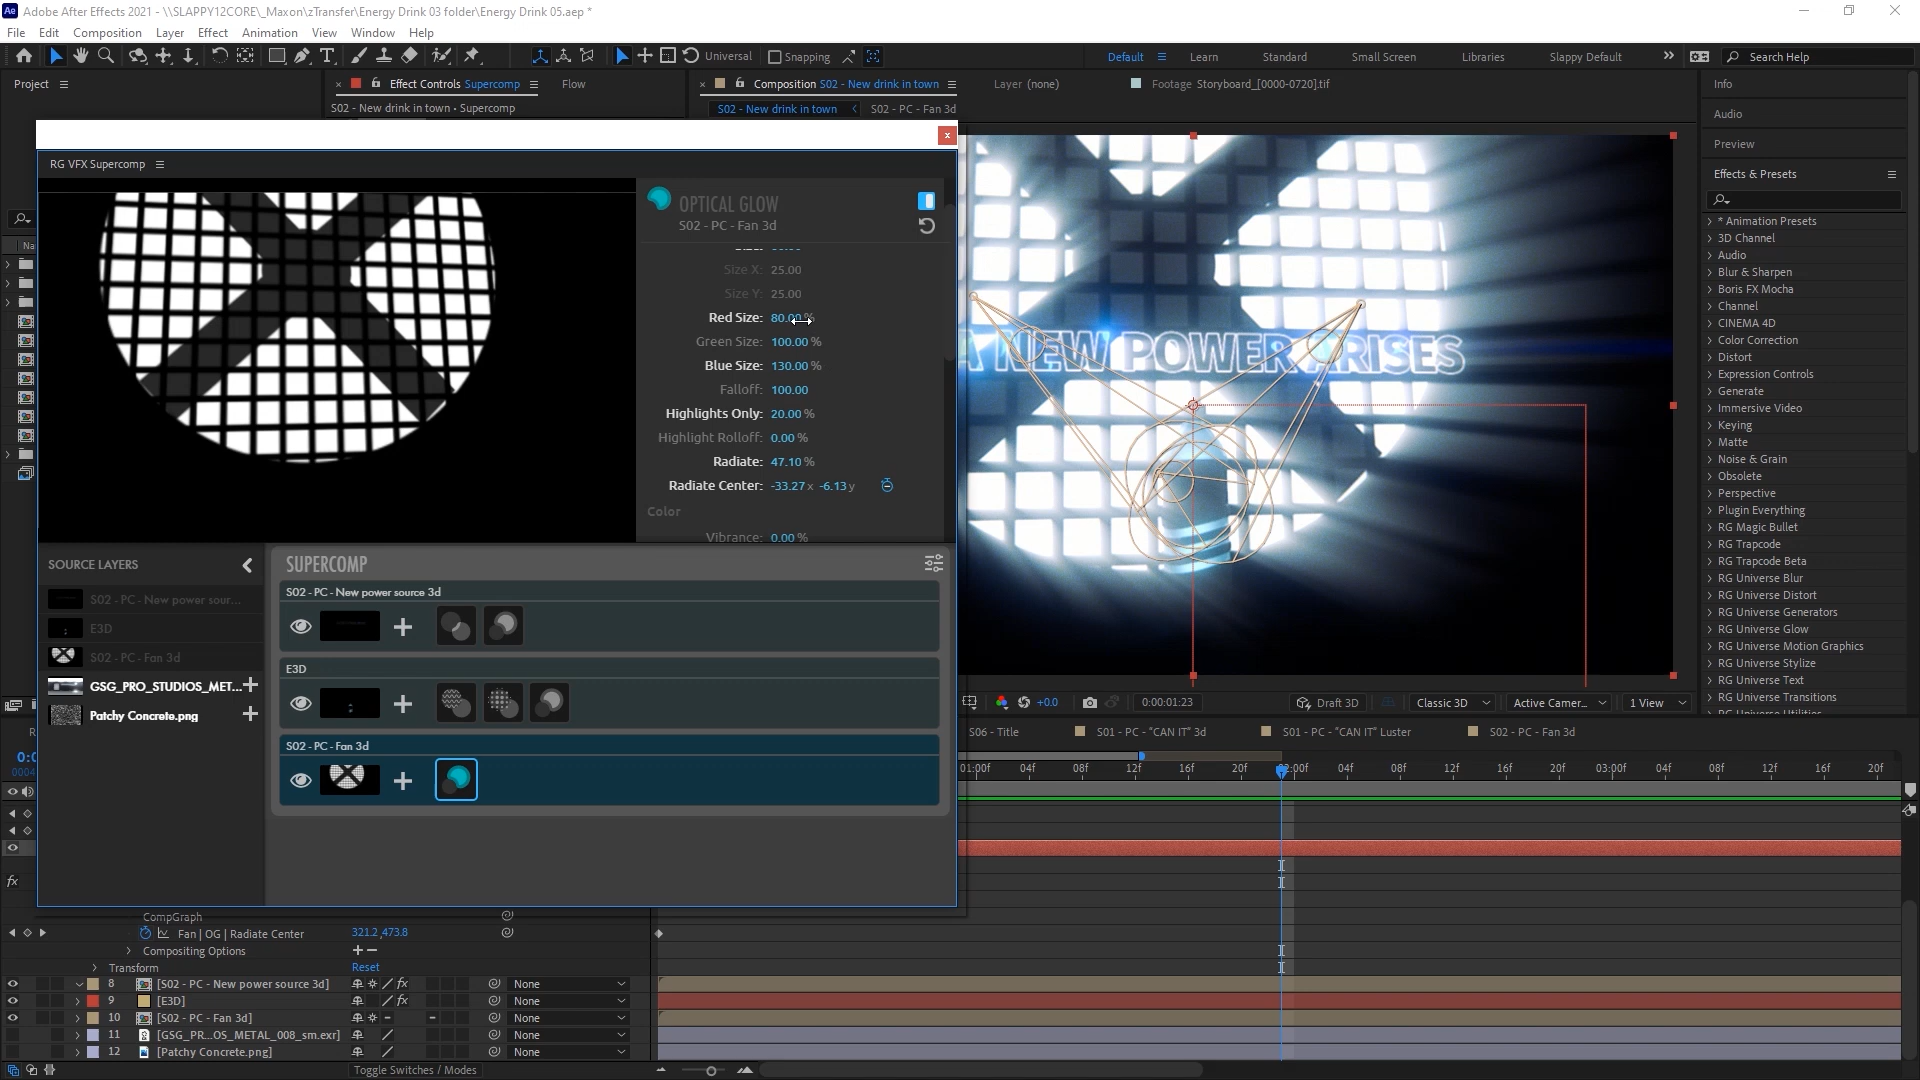 Ae Adobe After Effects 2021 - \\SLAPPY12CORE\_Maxon\zTransfer\Energy Drink 03 folder\Energy Drink 05.aep *
File Edit Composition Layer Effect Animation View Window Help
Universal Snapping Default Learn Standard Small Screen Libraries Slappy Default Search Help
Project Effect Controls Supercomp Flow Composition S02 - New drink in town Layer (none) Footage Storyboard_[0000-0720].tif
S02 - New drink in town • Supercomp S02 - New drink in town S02 - PC - Fan 3d
Info
Audio
Preview
Effects & Presets
* Animation Presets
3D Channel
Audio
Blur & Sharpen
Boris FX Mocha
Channel
CINEMA 4D
Color Correction
Distort
Expression Controls
Generate
Immersive Video
Keying
Matte
Noise & Grain
Obsolete
Perspective
Plugin Everything
RG Magic Bullet
RG Trapcode
RG Trapcode Beta
RG Universe Blur
RG Universe Distort
RG Universe Generators
RG Universe Glow
RG Universe Motion Graphics
RG Universe Stylize
RG Universe Text
RG Universe Transitions
RG Universe Utilities
RG VFX Supercomp
OPTICAL GLOW
S02 - PC - Fan 3d
Size X: 25.00
Size Y: 25.00
Red Size: 80.00 %
Green Size: 100.00 %
Blue Size: 130.00 %
Falloff: 100.00
Highlights Only: 20.00 %
Highlight Rolloff: 0.00 %
Radiate: 47.10 %
Radiate Center: -33.27 x -6.13 y
Color
Vibrance: 0.00 %
A NEW POWER ARISES
SOURCE LAYERS
S02 - PC - New power sour...
E3D
S02 - PC - Fan 3d
GSG_PRO_STUDIOS_MET...
Patchy Concrete.png
SUPERCOMP
S02 - PC - New power source 3d
E3D
S02 - PC - Fan 3d
+0.0 0:00:01:23 Draft 3D Classic 3D Active Camer... 1 View
S06 - Title S01 - PC - "CAN IT" 3d S01 - PC - "CAN IT" Luster S02 - PC - Fan 3d
01:00f 04f 08f 12f 16f 20f 02:00f 04f 08f 12f 16f 20f 03:00f 04f 08f 12f 16f 20f
CompGraph
Fan | OG | Radiate Center 321.2,473.8
Compositing Options
Transform Reset
8 [S02 - PC - New power source 3d] None
9 [E3D] None
10 [S02 - PC - Fan 3d] None
11 [GSG_PR...OS_METAL_008_sm.exr] None
12 [Patchy Concrete.png] None
Toggle Switches / Modes